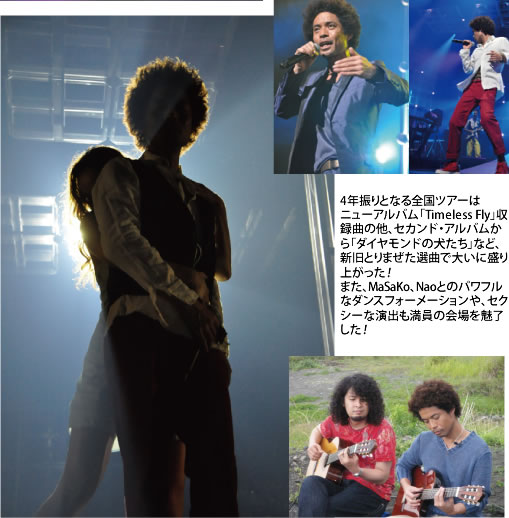 4年振りとなる全国ツアーは
ニューアルバム「Timeless Fly」収
録曲の他、セカンド・アルバムか
ら「ダイヤモンドの犬たち」など、
新旧とりまぜた選曲で大いに盛り
上がった！
また、MaSaKo、Naoとのパワフル
なダンスフォーメーションや、セク
シーな演出も満員の会場を魅了
した！